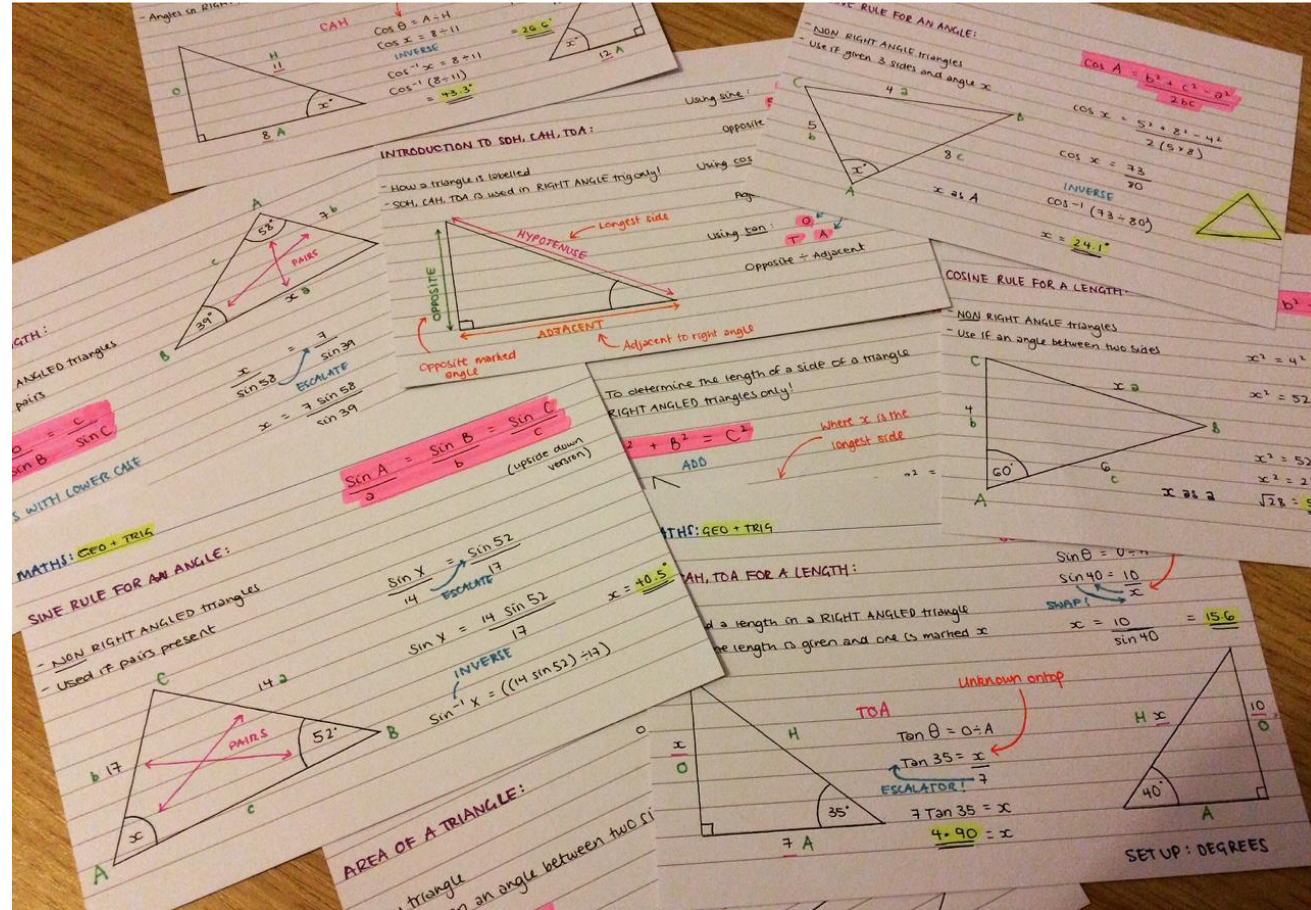 - Angles in RIGHT
CAH
Cos θ = A ÷ H
Cos x = 8 ÷ 11
INVERSE
Cos⁻¹ x = 8 ÷ 11
Cos⁻¹ (8 ÷ 11)
= 43.3°
H
11
O
x°
8 A
= 26.6°
x°
12 A
INTRODUCTION TO SOH, CAH, TOA:
- How a triangle is labelled
- SOH, CAH, TOA is used in RIGHT ANGLE trig only!
Longest side
HYPOTENUSE
OPPOSITE
ADJACENT
Opposite marked
angle
Adjacent to right angle
Using sine:
Opposite
Using cos
Using tan:
O
T A
Opposite ÷ Adjacent
RULE FOR AN ANGLE:
- NON RIGHT ANGLE triangles
- Use if given 3 sides and angle x
C
4 a
B
5
b
8 c
x°
A
x as A
cos A = b² + c² - a²
2bc
cos x = 5² + 8² - 4²
2 (5 x 8)
cos x = 73
80
INVERSE
cos⁻¹ (73 ÷ 80)
x = 24.1°
GTH:
ANGLED triangles
pairs
A
58°
7 b
c
PAIRS
x a
39°
B
x = 7
sin 58 sin 39
ESCALATE
x = 7 sin 58
sin 39
= c
sin B Sin C
S WITH LOWER CASE
COSINE RULE FOR A LENGTH:
- NON RIGHT ANGLE triangles
- Use if an angle between two sides
b²
C
x a
4
b
B
60°
6
c
A
x as a
x² = 4²
x² = 52
x² = 52
x² = 2
√28 =
To determine the length of a side of a triangle
RIGHT ANGLED triangles only!
² + B² = C²
ADD
Where x is the
longest side
MATHS: GEO + TRIG
SINE RULE FOR AN ANGLE:
- NON RIGHT ANGLED triangles
- Used if pairs present
Sin A = Sin B = Sin C
a b c
(upside down
version)
C
14 a
b 17
PAIRS
52°
B
x
c
A
Sin X = Sin 52
14 17
ESCALATE
Sin X = 14 Sin 52
17
INVERSE
Sin⁻¹ X = ((14 sin 52) ÷ 17)
x = 40.5°
THS: GEO + TRIG
CAH, TOA FOR A LENGTH:
d a length in a RIGHT ANGLED triangle
ne length is given and one is marked x
Sin θ = O ÷ H
Sin 40 = 10
x
SWAP!
x = 10
sin 40
= 15.6
Unknown ontop
TOA
Tan θ = O ÷ A
Tan 35 = x
7
ESCALATOR!
7 Tan 35 = x
4.90 = x
x
O
H
35°
7 A
H x
10
O
40°
A
SET UP: DEGREES
AREA OF A TRIANGLE:
triangle
an angle between two si